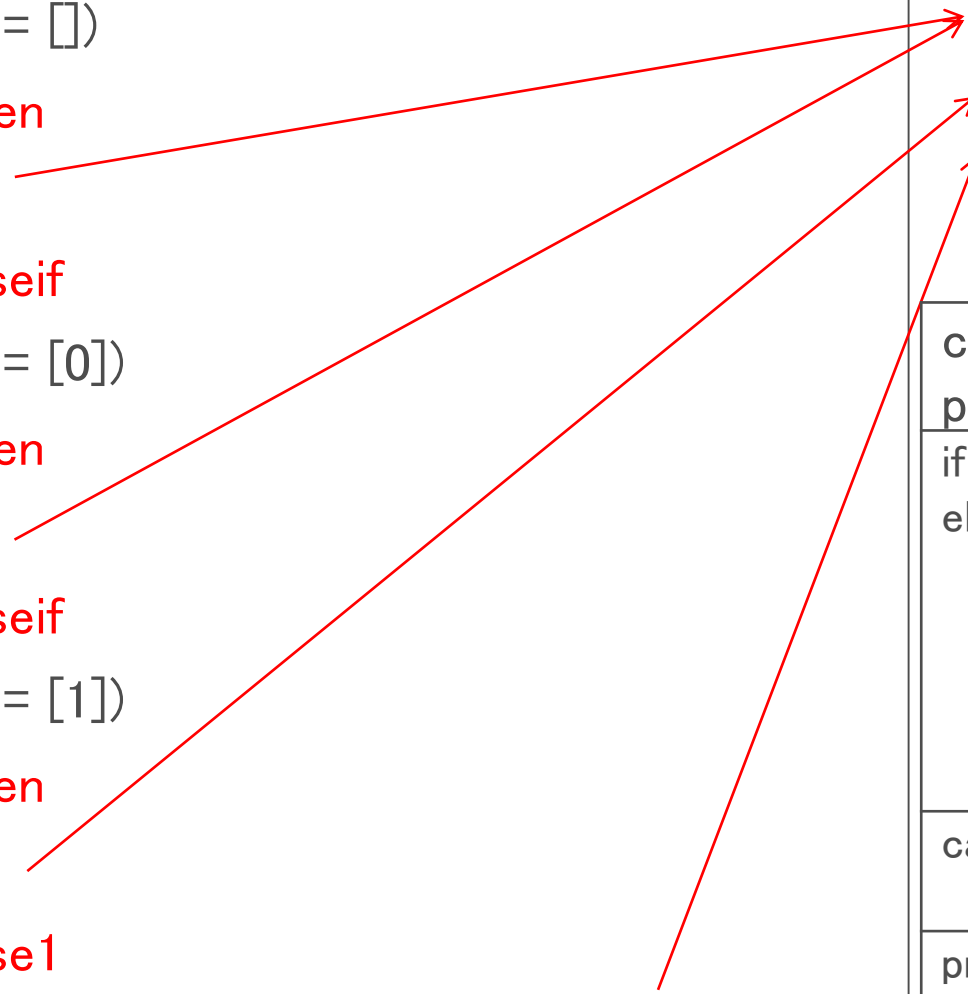 = [])
en
seif
= [0])
en
seif
= [1])
en
se1
c
p
if
el
ca
pr